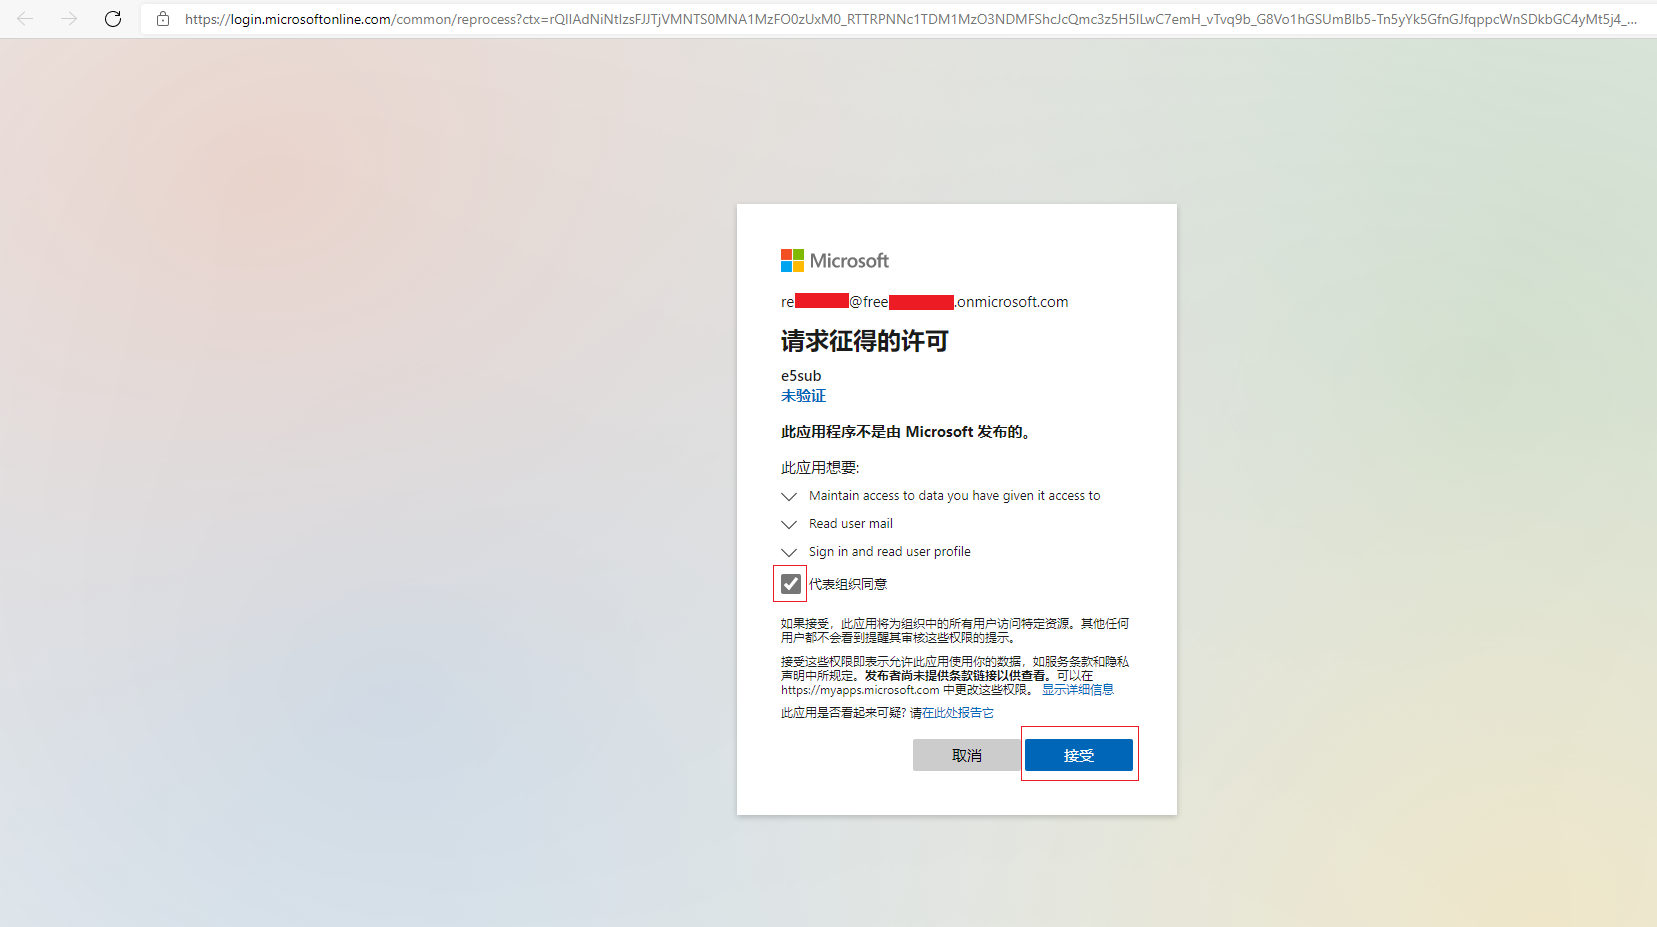 https://login.microsoftonline.com/common/reprocess?ctx=rQIIAdNiNtIzsFJJTjVMNTS0MNA1MzFO0zUxM0_RTTRPNNc1TDM1MzO3NDMFShcJcQmc3z5H5ILwC7emH_vTvq9b_G8Vo1hGSUmBlb5-Tn5yYk5GfnGJfqppcWnSDkbGC4yMt5j4_...
Microsoft
re @free .onmicrosoft.com
请求征得的许可
e5sub
未验证
此应用程序不是由 Microsoft 发布的。
此应用想要:
Maintain access to data you have given it access to
Read user mail
Sign in and read user profile
代表组织同意
如果接受，此应用将为组织中的所有用户访问特定资源。其他任何
用户都不会看到提醒其审核这些权限的提示。
接受这些权限即表示允许此应用使用你的数据，如服务条款和隐私
声明中所规定。发布者尚未提供条款链接以供查看。可以在
https://myapps.microsoft.com 中更改这些权限。 显示详细信息
此应用是否看起来可疑? 请在此处报告它
取消
接受